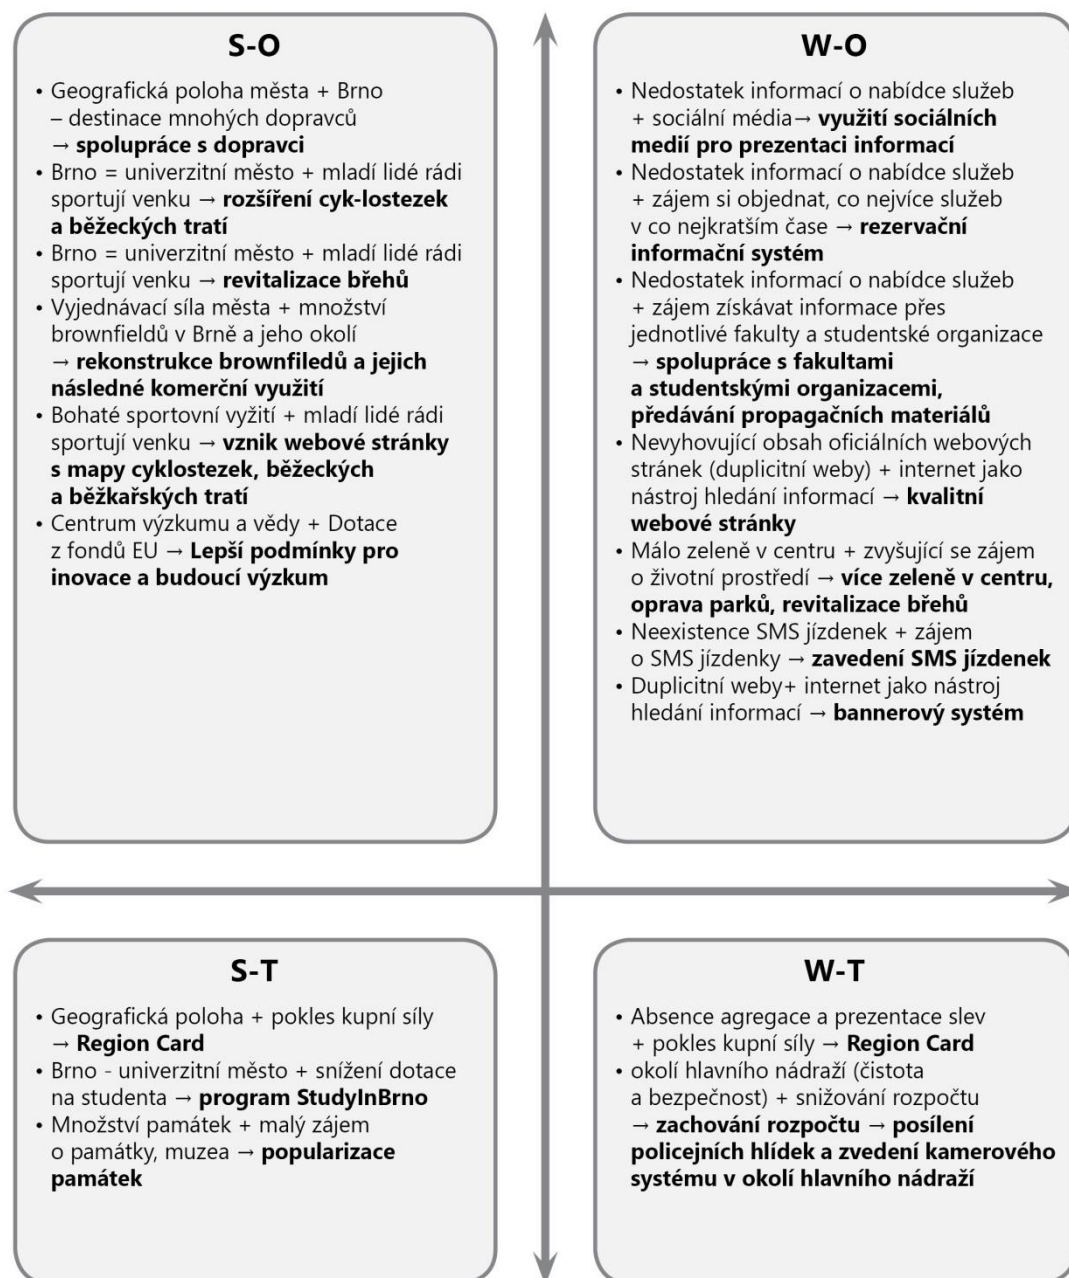 S-O
• Geografická poloha města + Brno
– destinace mnohých dopravců
→ spolupráce s dopravci
• Brno = univerzitní město + mladí lidé rádi
sportují venku → rozšíření cyk-lostezek
a běžeckých tratí
• Brno = univerzitní město + mladí lidé rádi
sportují venku → revitalizace břehů
• Vyjednávací síla města + množství
brownfieldů v Brně a jeho okolí
→ rekonstrukce brownfiledů a jejich
následné komerční využití
• Bohaté sportovní vyžití + mladí lidé rádi
sportují venku → vznik webové stránky
s mapy cyklostezek, běžeckých
a běžkařských tratí
• Centrum výzkumu a vědy + Dotace
z fondů EU → Lepší podmínky pro
inovace a budoucí výzkum
W-O
• Nedostatek informací o nabídce služeb
+ sociální média→ využití sociálních
medií pro prezentaci informací
• Nedostatek informací o nabídce služeb
+ zájem si objednat, co nejvíce služeb
v co nejkratším čase → rezervační
informační systém
• Nedostatek informací o nabídce služeb
+ zájem získávat informace přes
jednotlivé fakulty a studentské organizace
→ spolupráce s fakultami
a studentskými organizacemi,
předávání propagačních materiálů
• Nevyhovující obsah oficiálních webových
stránek (duplicitní weby) + internet jako
nástroj hledání informací → kvalitní
webové stránky
• Málo zeleně v centru + zvyšující se zájem
o životní prostředí → více zeleně v centru,
oprava parků, revitalizace břehů
• Neexistence SMS jízdenek + zájem
o SMS jízdenky → zavedení SMS jízdenek
• Duplicitní weby+ internet jako nástroj
hledání informací → bannerový systém
S-T
• Geografická poloha + pokles kupní síly
→ Region Card
• Brno - univerzitní město + snížení dotace
na studenta → program StudyInBrno
• Množství památek + malý zájem
o památky, muzea → popularizace
památek
W-T
• Absence agregace a prezentace slev
+ pokles kupní síly → Region Card
• okolí hlavního nádraží (čistota
a bezpečnost) + snižování rozpočtu
→ zachování rozpočtu → posílení
policejních hlídek a zvedení kamerového
systému v okolí hlavního nádraží